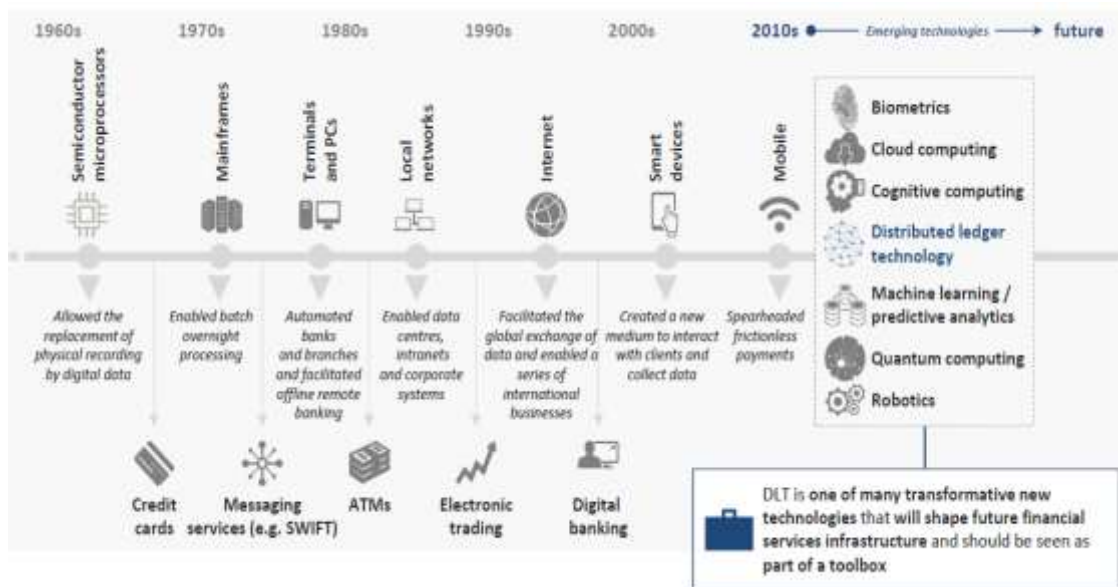 1960s 1970s 1980s 1990s 2000s 2010s Emerging technologies future
Semiconductor
microprocessors
Mainframes
Terminals
and PCs
Local
networks
Internet
Smart
devices
Mobile
Allowed the
replacement of
physical recording
by digital data
Enabled batch
overnight
processing
Automated
banks
and branches
and facilitated
offline remote
banking
Enabled data
centres,
intranets
and corporate
systems
Facilitated the
global exchange of
data and enabled a
series of
international
businesses
Created a new
medium to interact
with clients and
collect data
Spearheaded
frictionless
payments
Credit
cards
Messaging
services (e.g. SWIFT)
ATMs
Electronic
trading
Digital
banking
Biometrics
Cloud computing
Cognitive computing
Distributed ledger
technology
Machine learning /
predictive analytics
Quantum computing
Robotics
DLT is one of many transformative new
technologies that will shape future financial
services infrastructure and should be seen as
part of a toolbox